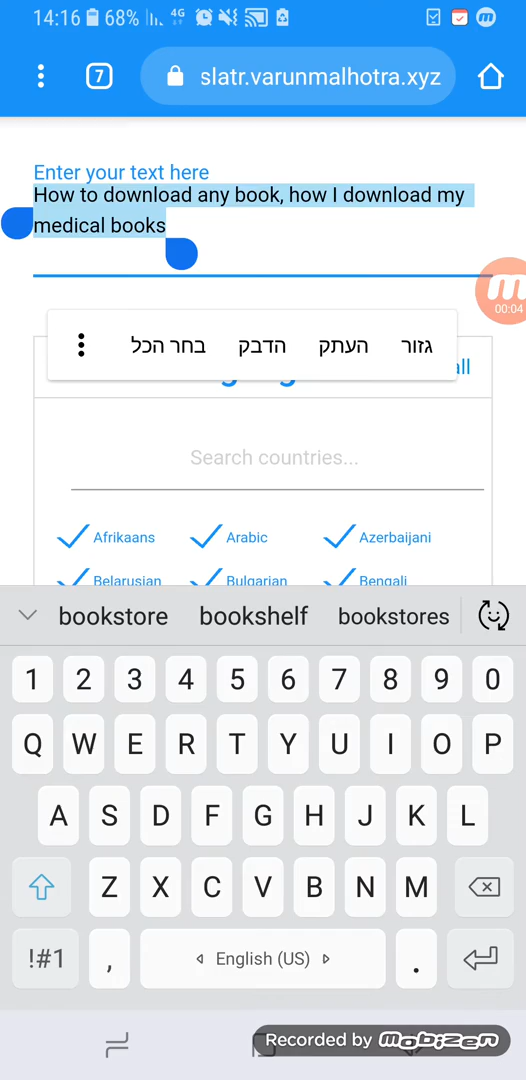 14:16 68% 4G
7 slatr.varunmalhotra.xyz
Enter your text here
How to download any book, how I download my
medical books
00:04
גזור העתק הדבק בחר הכל
all
Search countries...
Afrikaans Arabic Azerbaijani
Belarusian Bulgarian Bengali
bookstore bookshelf bookstores
1 2 3 4 5 6 7 8 9 0
Q W E R T Y U I O P
A S D F G H J K L
Z X C V B N M
!#1 , English (US) .
Recorded by mobizen